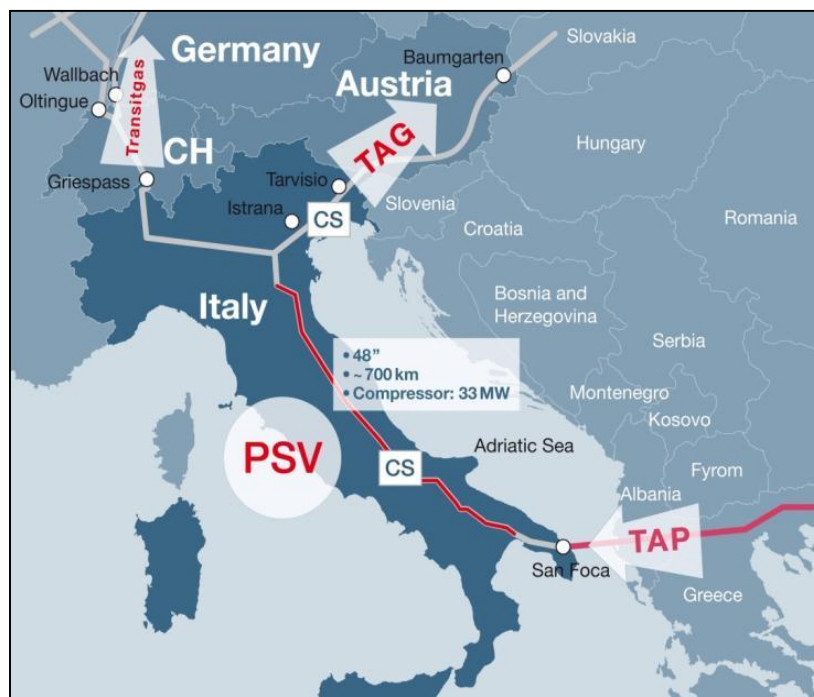 Germany
Slovakia
Wallbach
Baumgarten
Oltingue
Transitgas
Austria
CH
TAG
Hungary
Griespass
Tarvisio
Istrana
CS
Slovenia
Croatia
Romania
Italy
Bosnia and
Herzegovina
Serbia
• 48”
• ~ 700 km
• Compressor: 33 MW
Montenegro
Kosovo
PSV
Adriatic Sea
CS
Fyrom
Albania
TAP
San Foca
Greece